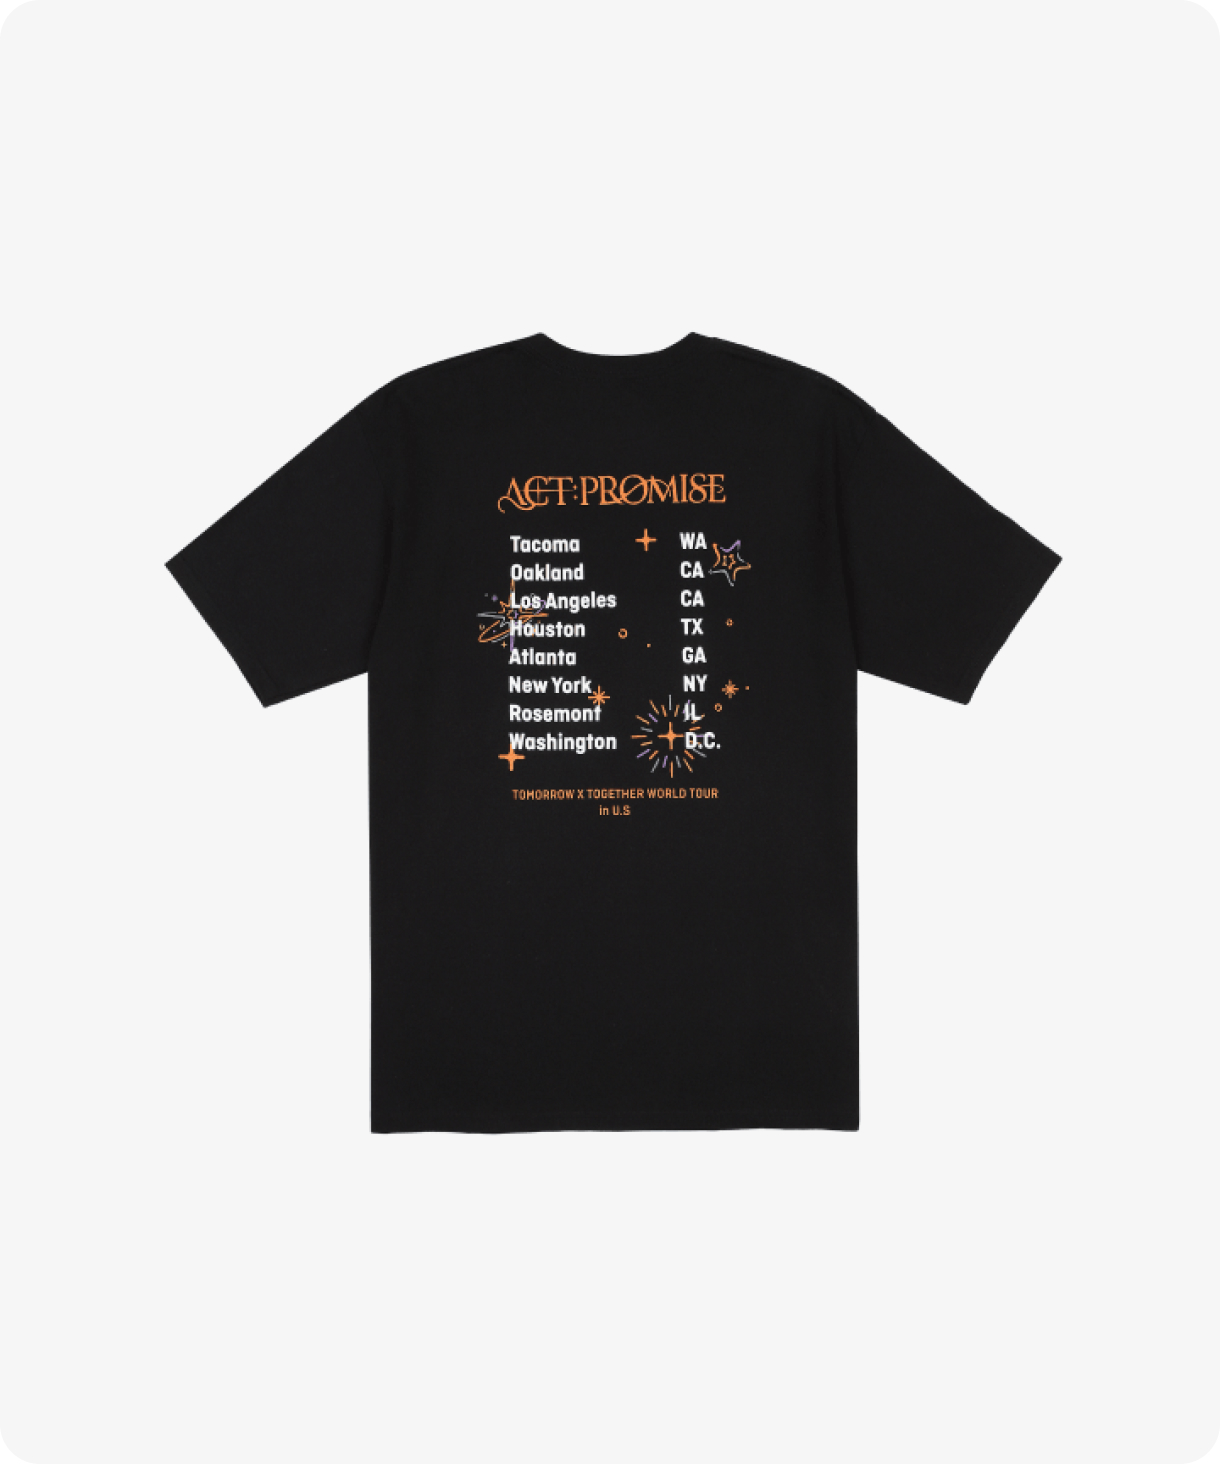 ACT:PROMISE
Tacoma WA
Oakland CA
Los Angeles CA
Houston TX
Atlanta GA
New York NY
Rosemont IL
Washington D.C.
TOMORROW X TOGETHER WORLD TOUR
in U.S